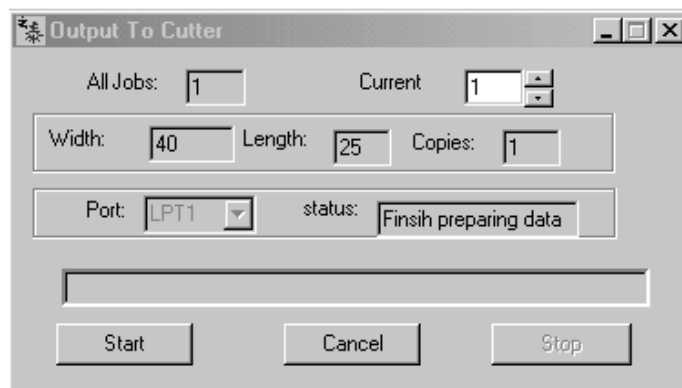 Output To Cutter
All Jobs: 1 Current 1
Width: 40 Length: 25 Copies: 1
Port: LPT1 status: Finsih preparing data
Start Cancel Stop